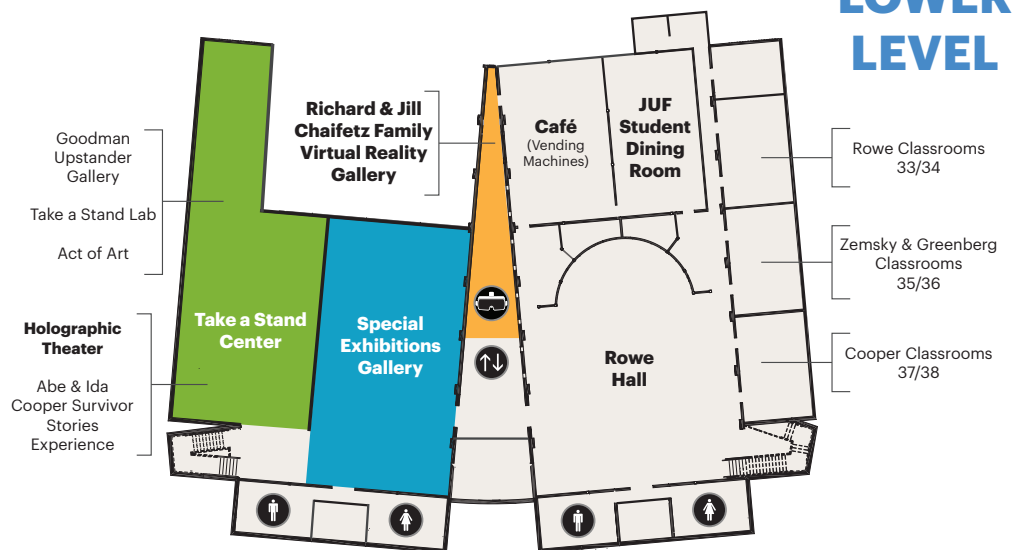 LOWER
LEVEL
Richard & Jill
Chaifetz Family
Virtual Reality
Gallery
Café
(Vending
Machines)
JUF
Student
Dining
Room
Goodman
Upstander
Gallery
Take a Stand Lab
Act of Art
Rowe Classrooms
33/34
Zemsky & Greenberg
Classrooms
35/36
Holographic
Theater
Abe & Ida
Cooper Survivor
Stories
Experience
Take a Stand
Center
Special
Exhibitions
Gallery
Rowe
Hall
Cooper Classrooms
37/38